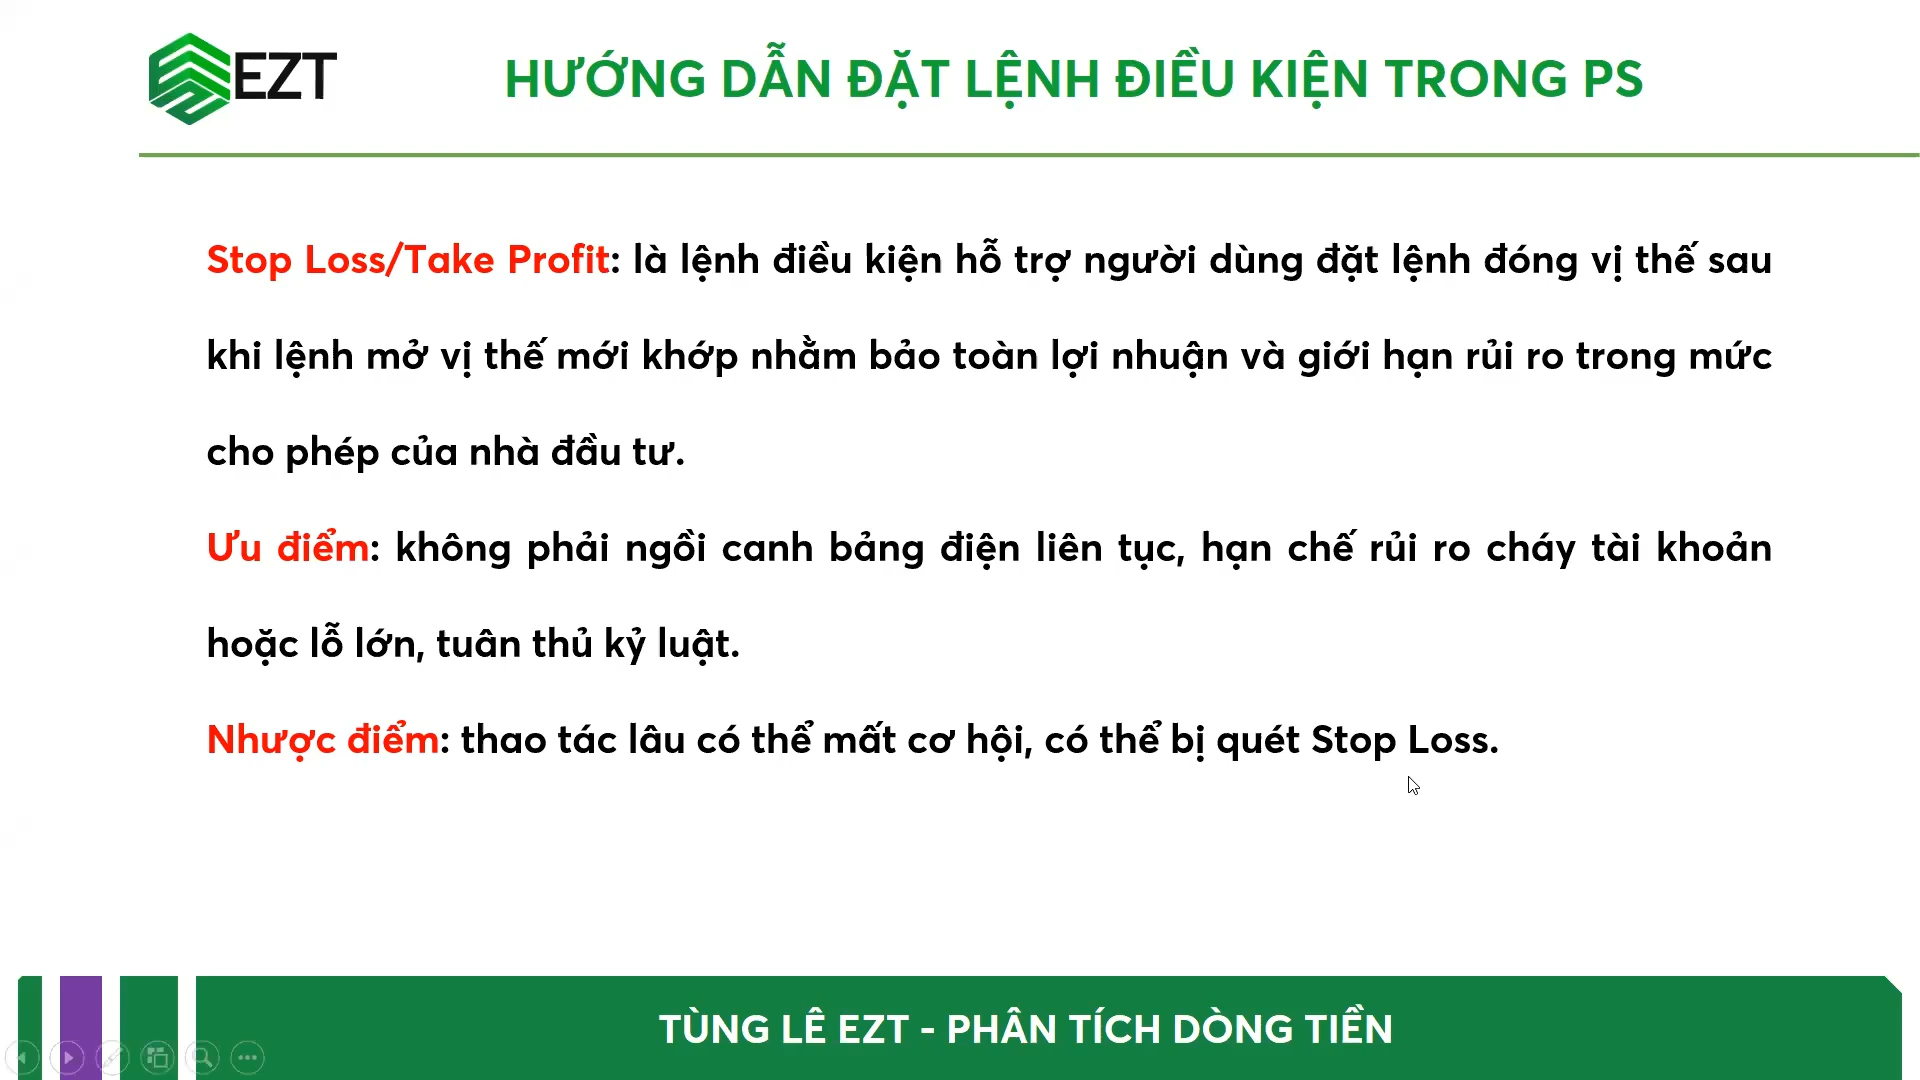 EZT
HƯỚNG DẪN ĐẶT LỆNH ĐIỀU KIỆN TRONG PS
Stop Loss/Take Profit: là lệnh điều kiện hỗ trợ người dùng đặt lệnh đóng vị thế sau
khi lệnh mở vị thế mới khớp nhằm bảo toàn lợi nhuận và giới hạn rủi ro trong mức
cho phép của nhà đầu tư.
Ưu điểm: không phải ngồi canh bảng điện liên tục, hạn chế rủi ro cháy tài khoản
hoặc lỗ lớn, tuân thủ kỷ luật.
Nhược điểm: thao tác lâu có thể mất cơ hội, có thể bị quét Stop Loss.
TÙNG LÊ EZT - PHÂN TÍCH DÒNG TIỀN